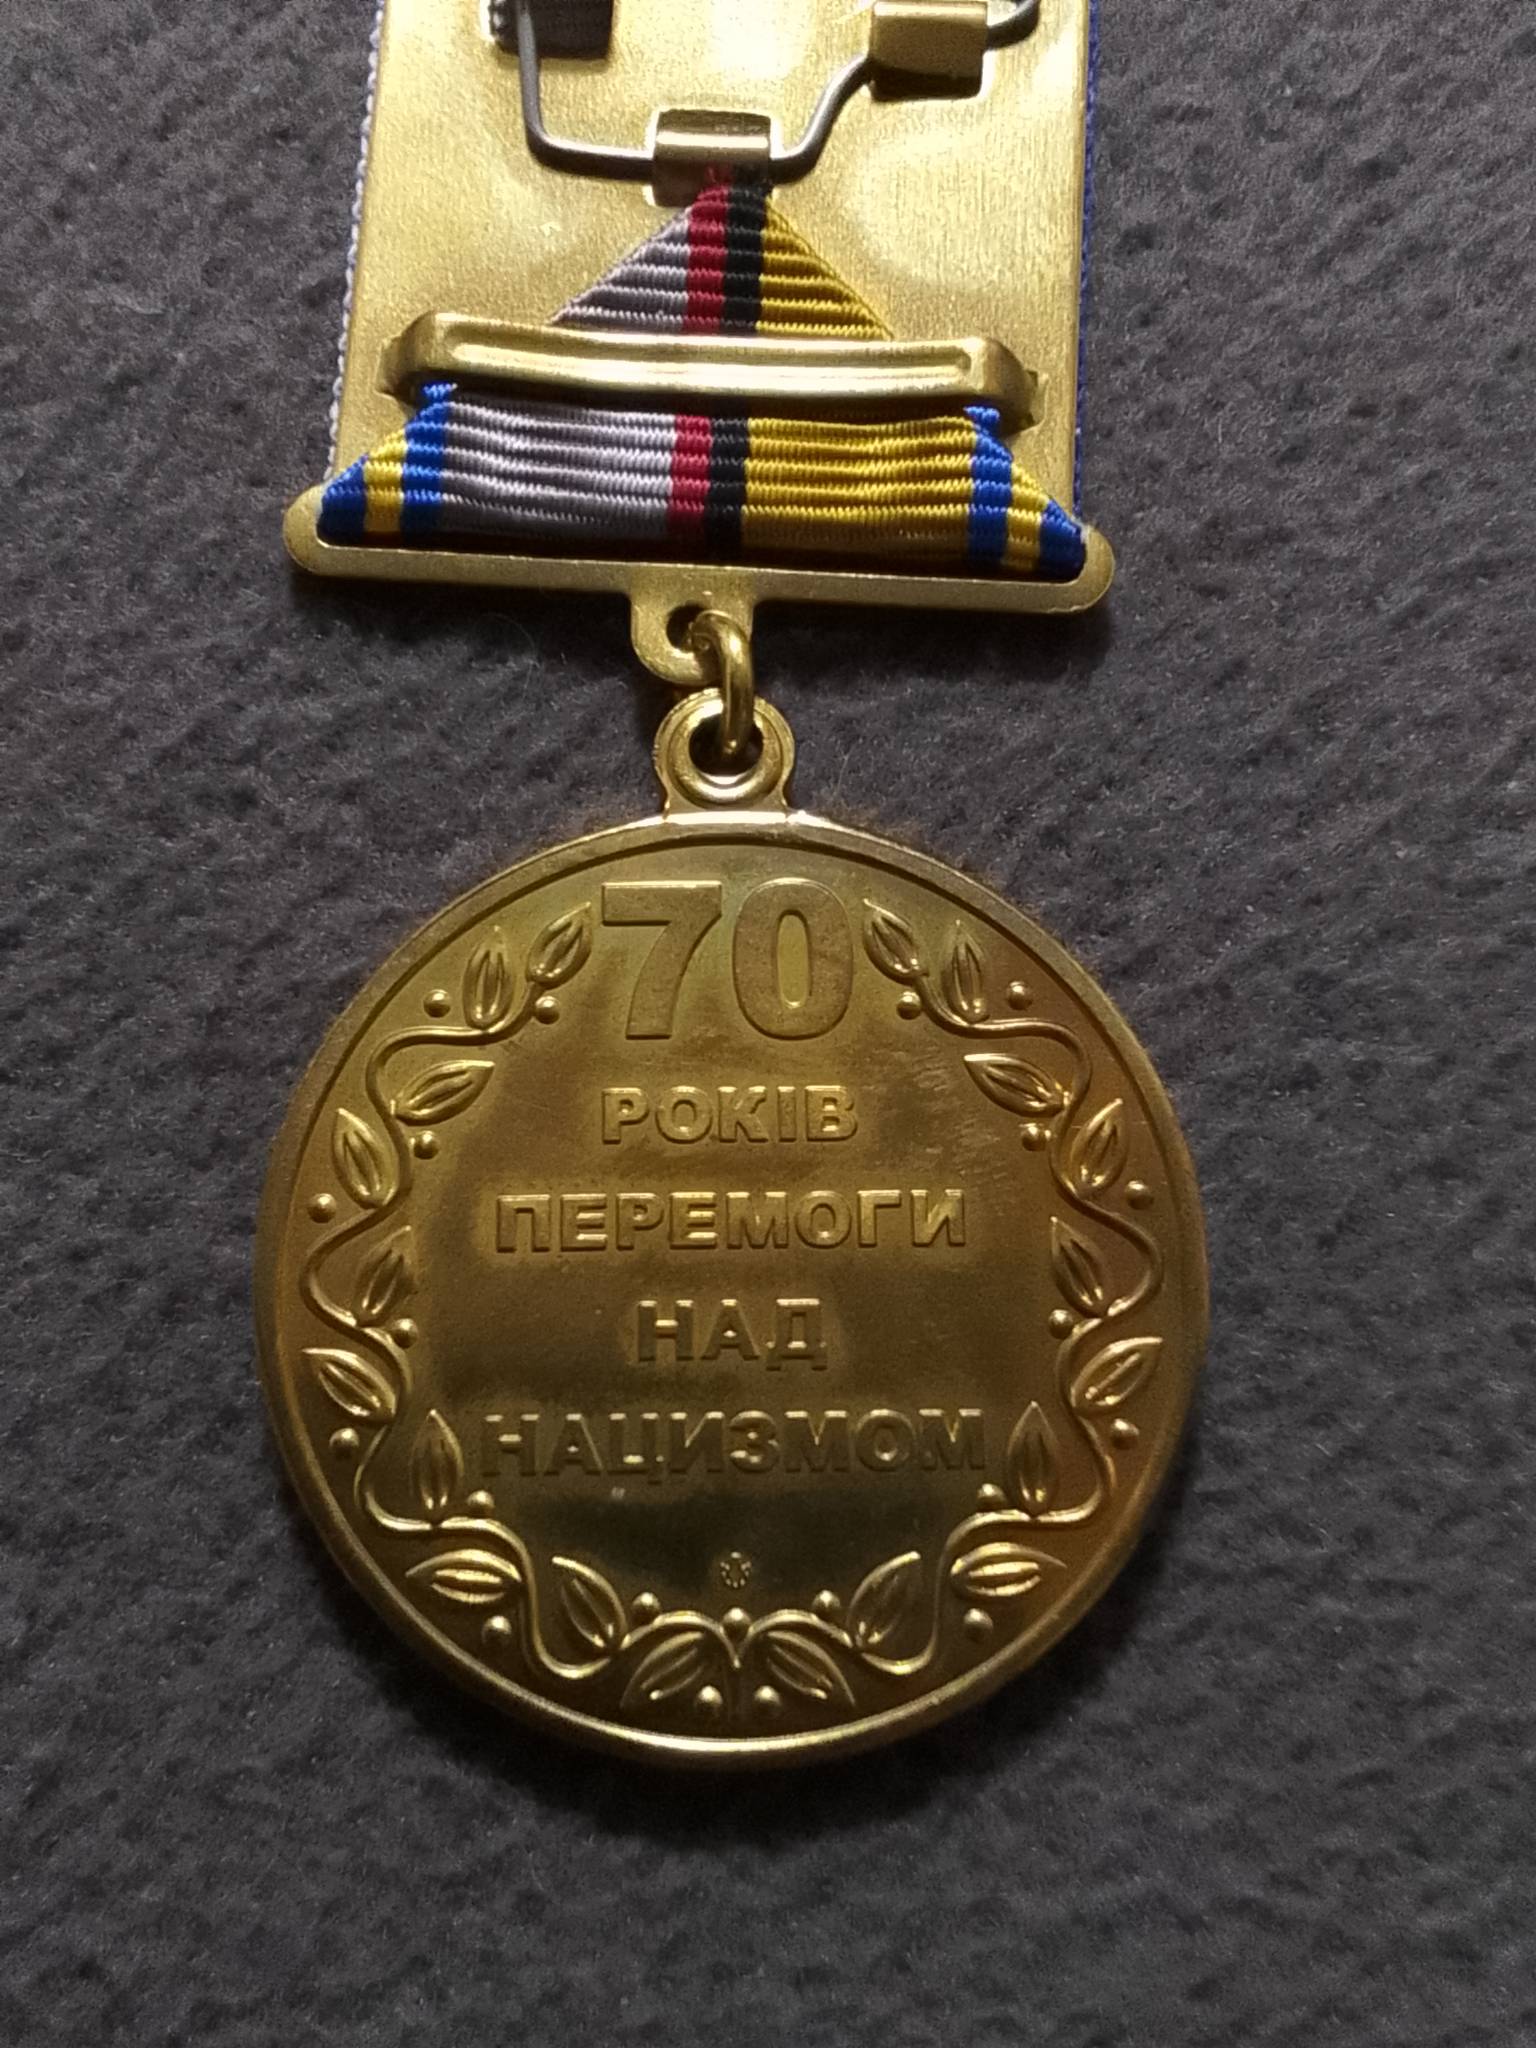 70
РОКІВ
ПЕРЕМОГИ
НАД
НАЦИЗМОМ